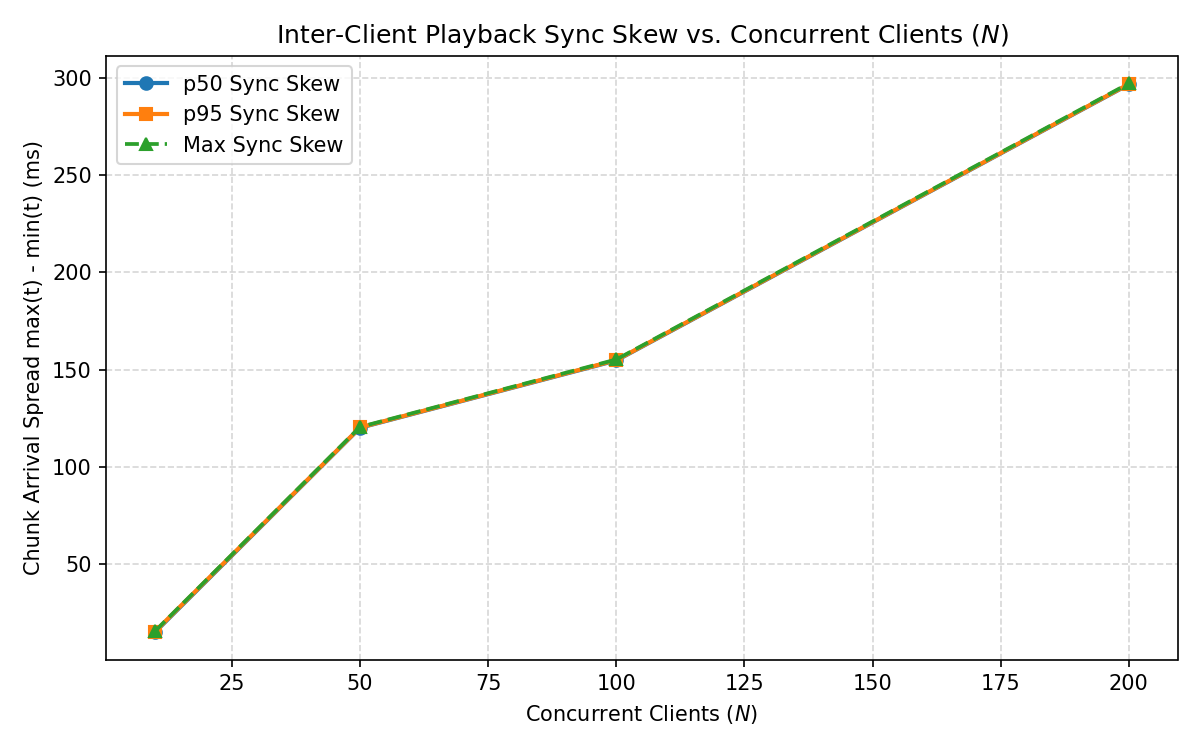 Inter-Client Playback Sync Skew vs. Concurrent Clients (N)
p50 Sync Skew
p95 Sync Skew
Max Sync Skew
Chunk Arrival Spread max(t) - min(t) (ms)
300
250
200
150
100
50
25
50
75
100
125
150
175
200
Concurrent Clients (N)